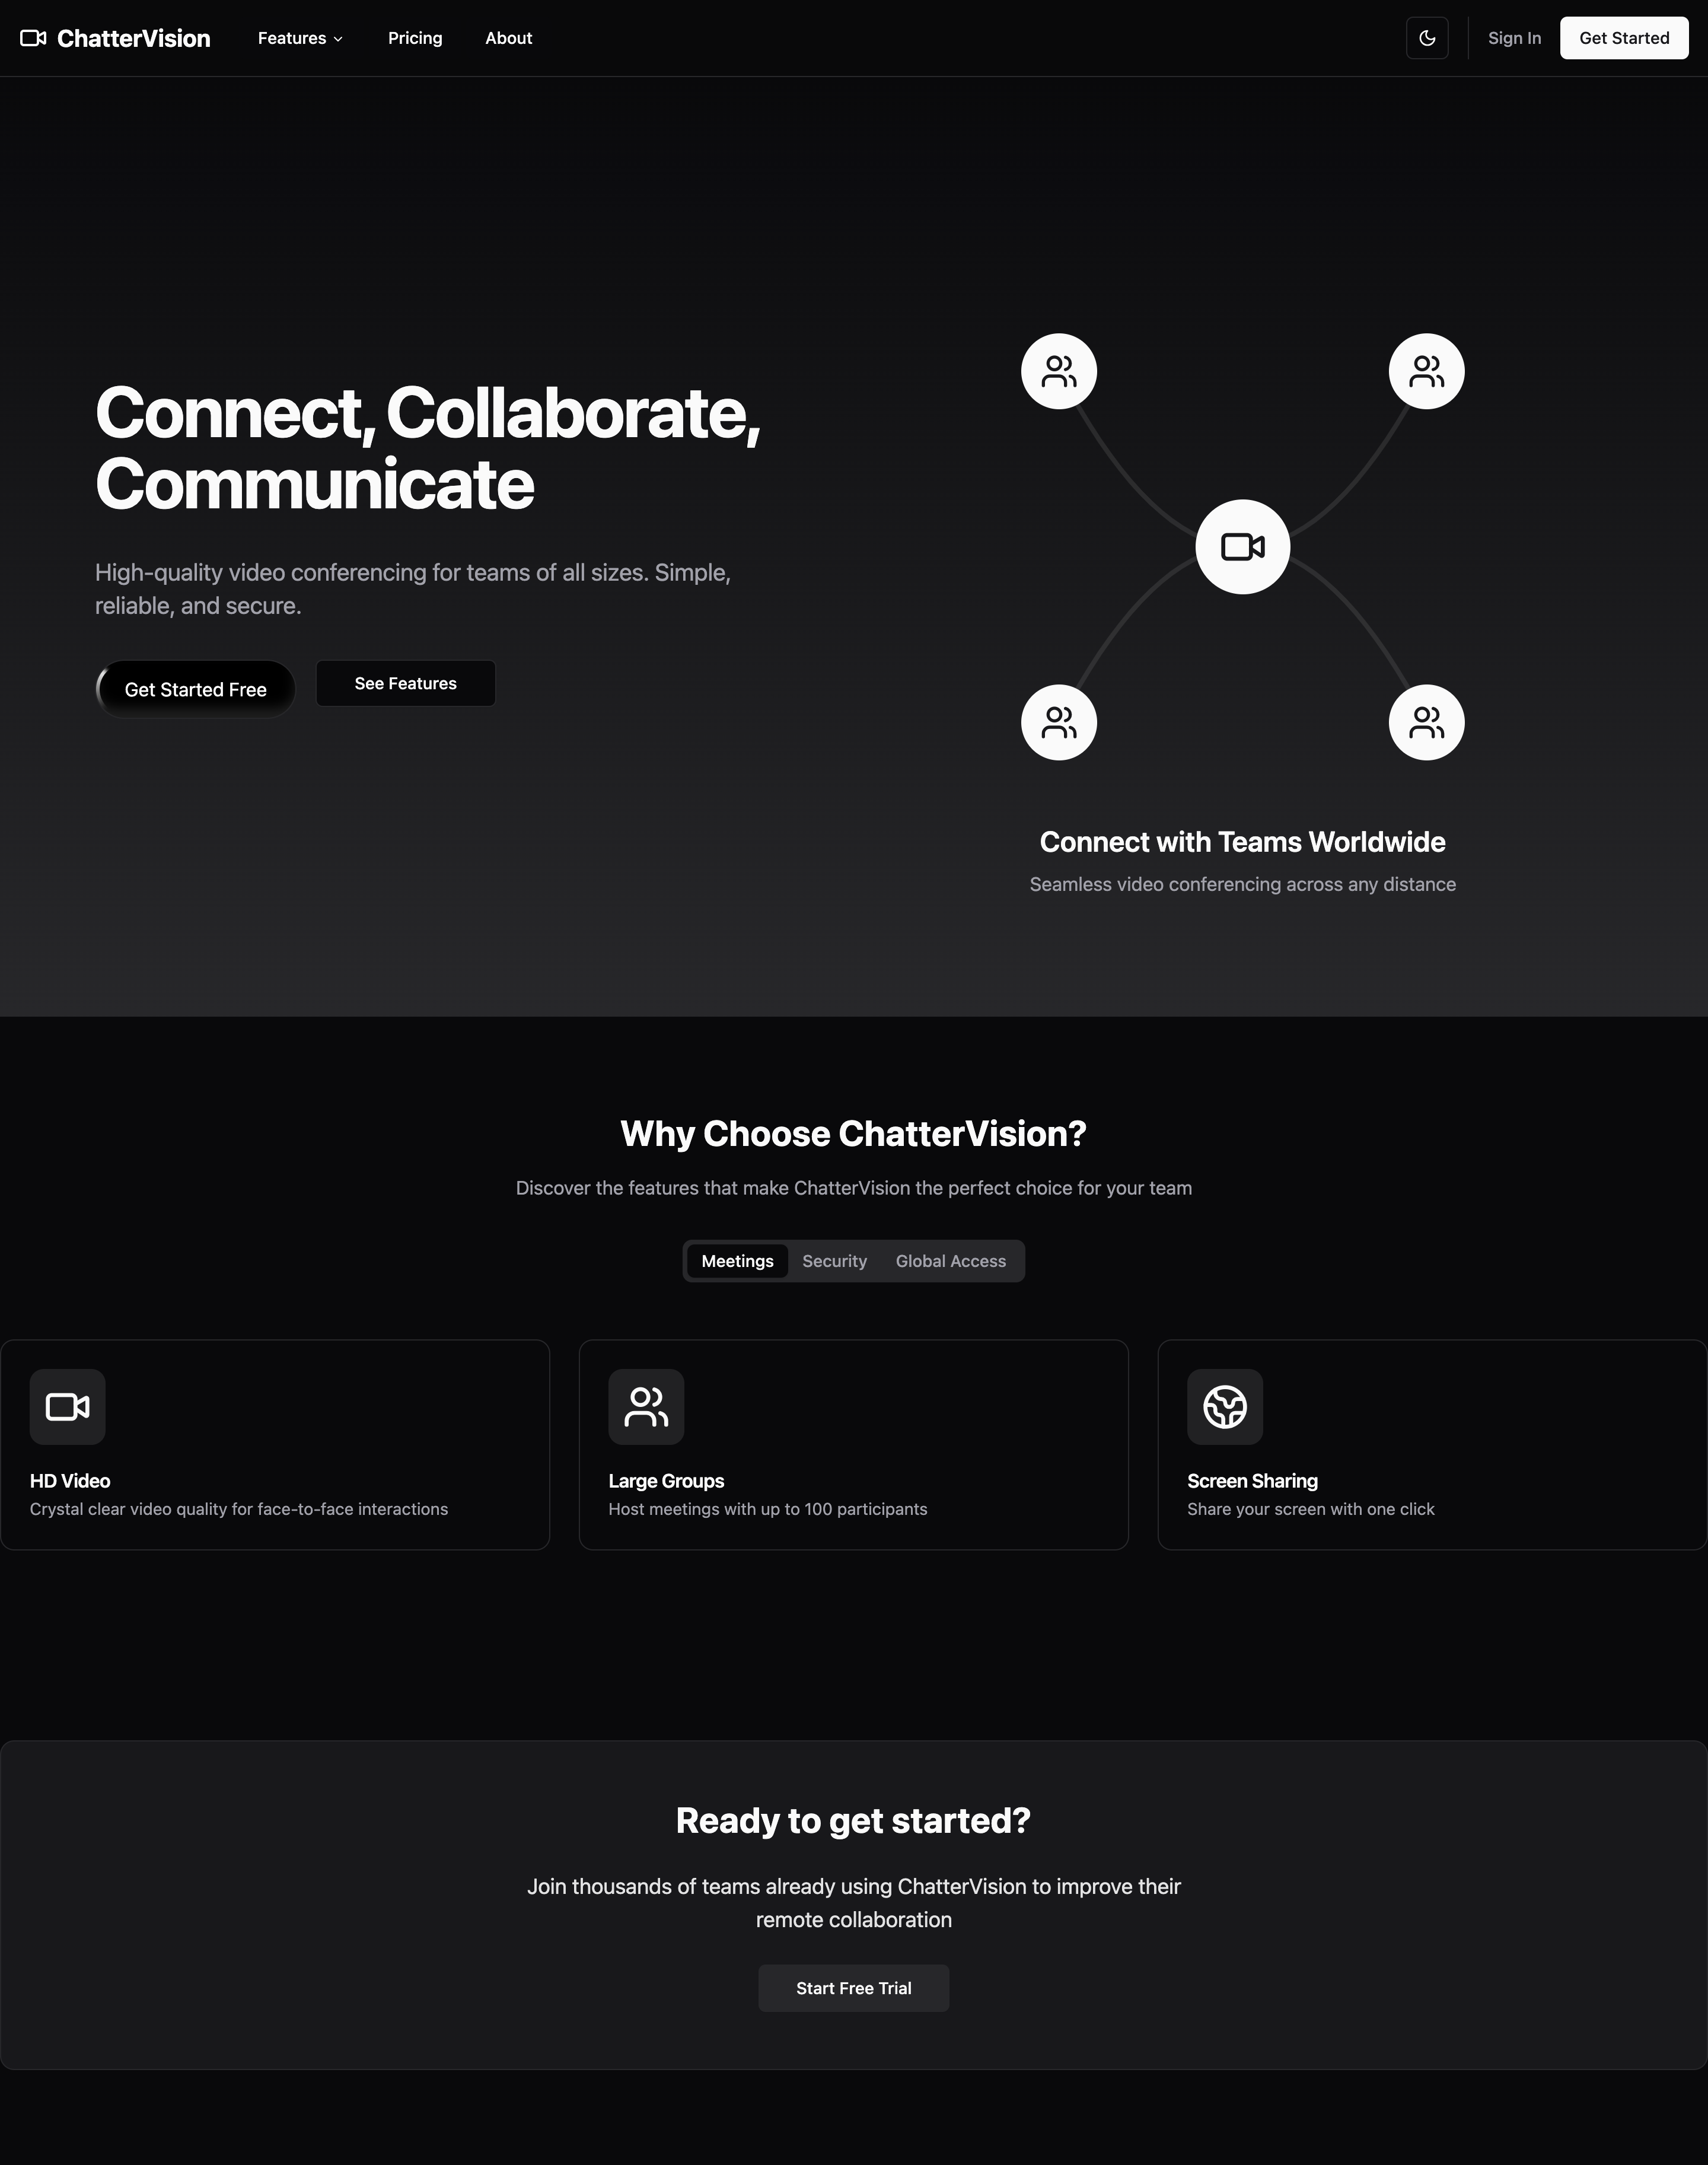 ChatterVision
Features
Pricing
About
Sign In
Get Started
Connect, Collaborate,
Communicate
High-quality video conferencing for teams of all sizes. Simple,
reliable, and secure.
Get Started Free
See Features
Connect with Teams Worldwide
Seamless video conferencing across any distance
Why Choose ChatterVision?
Discover the features that make ChatterVision the perfect choice for your team
Meetings
Security
Global Access
HD Video
Crystal clear video quality for face-to-face interactions
Large Groups
Host meetings with up to 100 participants
Screen Sharing
Share your screen with one click
Ready to get started?
Join thousands of teams already using ChatterVision to improve their
remote collaboration
Start Free Trial